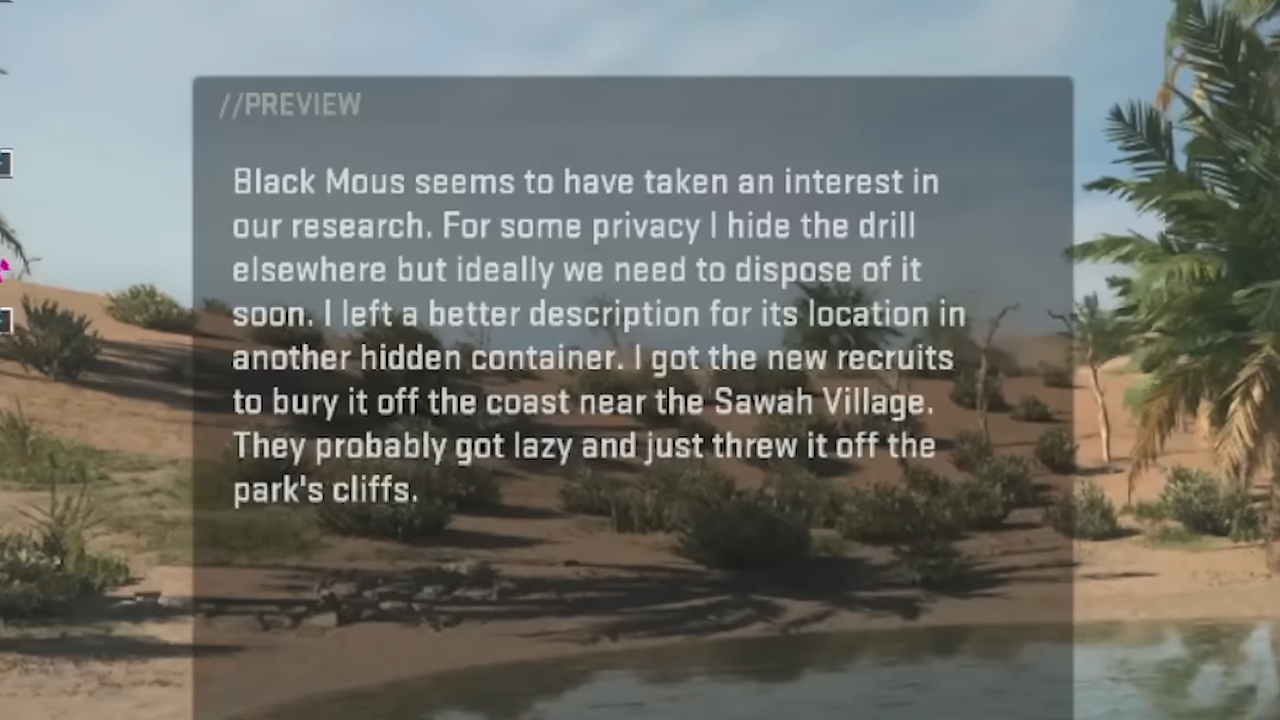 //PREVIEW
Black Mous seems to have taken an interest in
our research. For some privacy I hide the drill
elsewhere but ideally we need to dispose of it
soon. I left a better description for its location in
another hidden container. I got the new recruits
to bury it off the coast near the Sawah Village.
They probably got lazy and just threw it off the
park's cliffs.